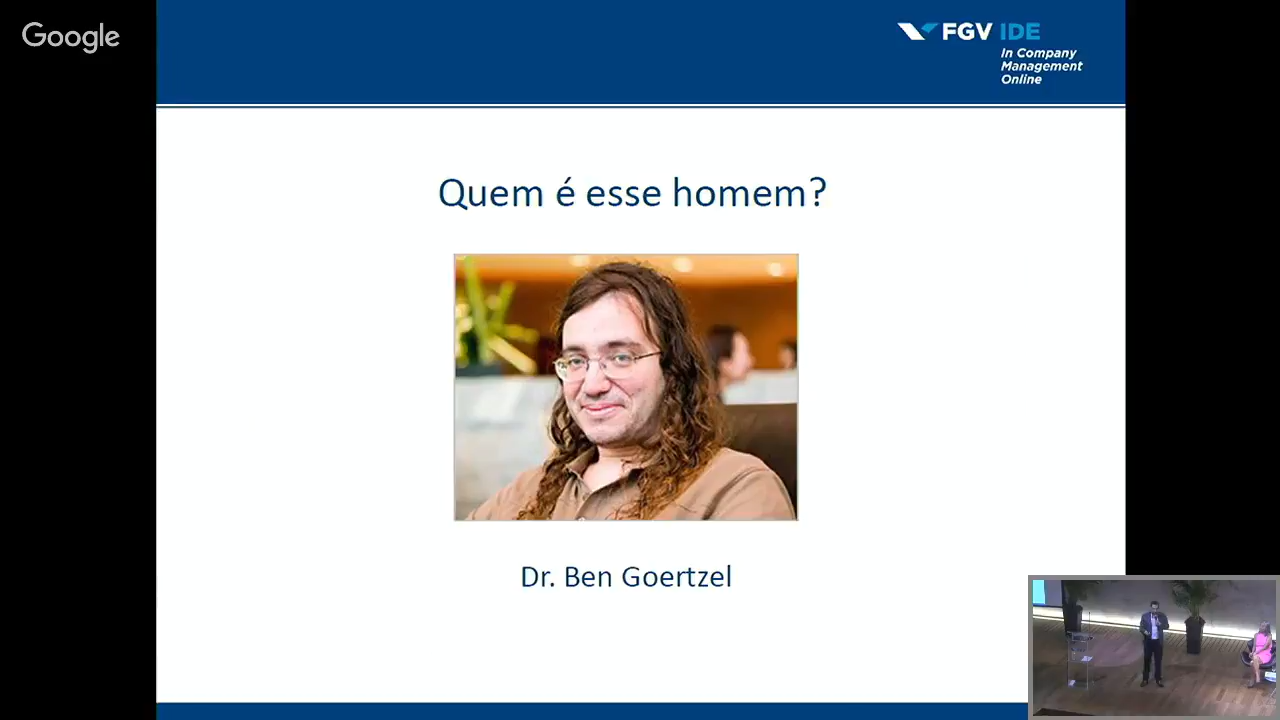 Google
FGV IDE
In Company
Management
Online
Quem é esse homem?
Dr. Ben Goertzel